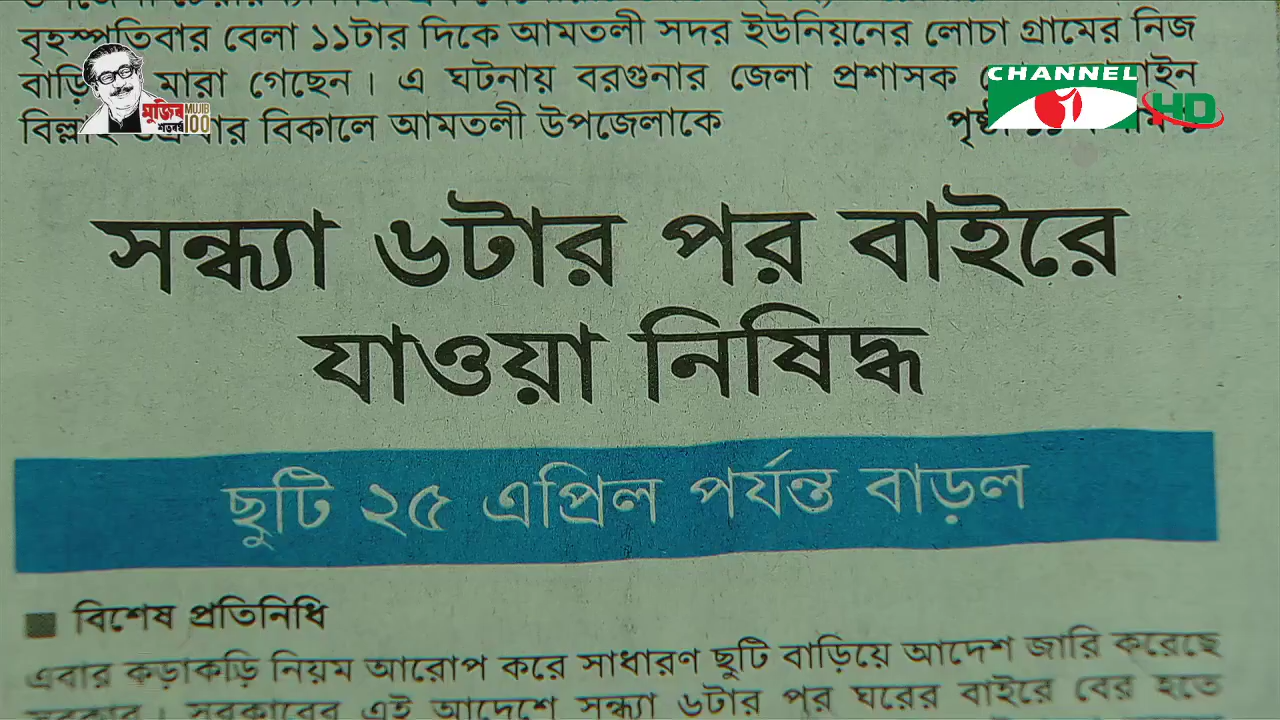 বৃহস্পতিবার বেলা ১১টার দিকে আমতলী সদর ইউনিয়নের লোচা গ্রামের নিজ
মারা গেছেন। এ ঘটনায় বরগুনার জেলা প্রশাসক
বিকালে আমতলী উপজেলাকে
মুজিব শতবর্ষ
MUJIB 100
CHANNEL i HD
সন্ধ্যা ৬টার পর বাইরে
যাওয়া নিষিদ্ধ
ছুটি ২৫ এপ্রিল পর্যন্ত বাড়ল
বিশেষ প্রতিনিধি
এবার কড়াকড়ি নিয়ম আরোপ করে সাধারণ ছুটি বাড়িয়ে আদেশ জারি করেছে
সরকার। সরকারের এই আদেশে সন্ধ্যা ৬টার পর ঘরের বাইরে বের হতে